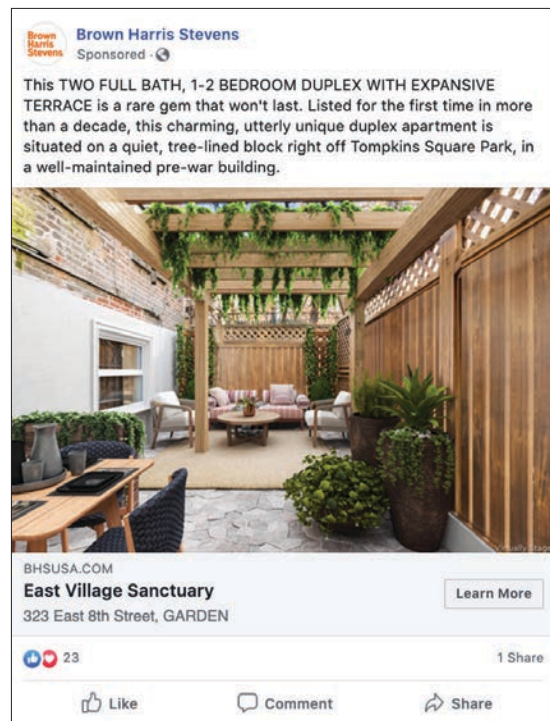 Brown
Harris
Stevens
Brown Harris Stevens
Sponsored ·
This TWO FULL BATH, 1-2 BEDROOM DUPLEX WITH EXPANSIVE
TERRACE is a rare gem that won't last. Listed for the first time in more
than a decade, this charming, utterly unique duplex apartment is
situated on a quiet, tree-lined block right off Tompkins Square Park, in
a well-maintained pre-war building.
BHSUSA.COM
East Village Sanctuary
Learn More
323 East 8th Street, GARDEN
23
1 Share
Like
Comment
Share